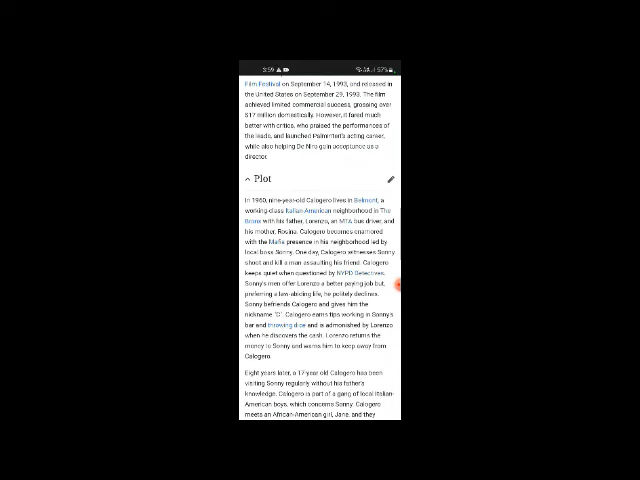 3:59 57%
Film Festival on September 14, 1993, and released in
the United States on September 29, 1993. The film
achieved limited commercial success, grossing over
$17 million domestically. However, it fared much
better with critics, who praised the performances of
the leads, and launched Palminteri's acting career,
while also helping De Niro gain acceptance as a
director.
Plot
In 1960, nine-year-old Calogero lives in Belmont, a
working-class Italian-American neighborhood in The
Bronx with his father, Lorenzo, an MTA bus driver, and
his mother, Rosina. Calogero becomes enamored
with the Mafia presence in his neighborhood led by
local boss Sonny. One day, Calogero witnesses Sonny
shoot and kill a man assaulting his friend. Calogero
keeps quiet when questioned by NYPD Detectives.
Sonny's men offer Lorenzo a better paying job but,
preferring a law-abiding life, he politely declines.
Sonny befriends Calogero and gives him the
nickname "C". Calogero earns tips working in Sonny's
bar and throwing dice and is admonished by Lorenzo
when he discovers the cash. Lorenzo returns the
money to Sonny and warns him to keep away from
Calogero.
Eight years later, a 17-year old Calogero has been
visiting Sonny regularly without his father's
knowledge. Calogero is part of a gang of local Italian-
American boys, which concerns Sonny. Calogero
meets an African-American girl, Jane, and they